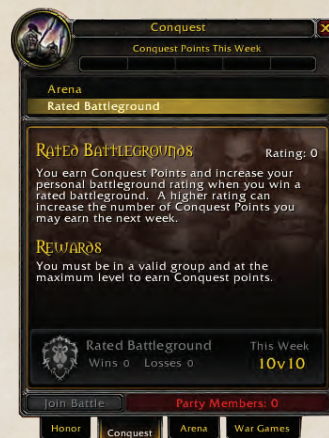 Conquest
Conquest Points This Week
Arena
Rated Battleground
Rated Battlegrounds
Rating: 0
You earn Conquest Points and increase your
personal battleground rating when you win a
rated battleground. A higher rating can
increase the number of Conquest Points you
may earn the next week.
Rewards
You must be in a valid group and at the
maximum level to earn Conquest points.
Rated Battleground
This Week
Wins 0 Losses 0
10v10
Join Battle
Party Members: 0
Honor
Conquest
Arena
War Games